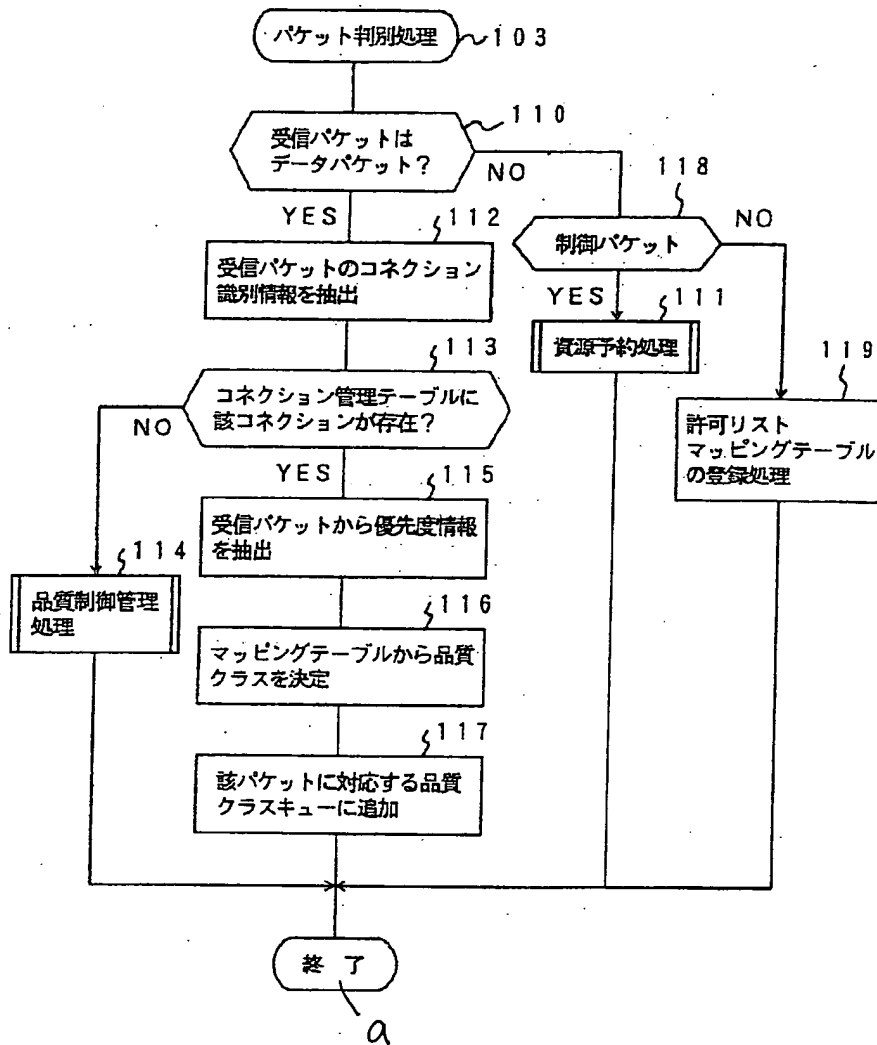 パケット判別処理
103
受信パケットは
データパケット?
110
NO
YES
112
受信パケットのコネクション
識別情報を抽出
118
制御パケット
NO
YES
111
資源予約処理
113
コネクション管理テーブルに
該コネクションが存在?
NO
YES
119
許可リスト
マッピングテーブル
の登録処理
115
受信パケットから優先度情報
を抽出
114
品質制御管理
処理
116
マッピングテーブルから品質
クラスを決定
117
該パケットに対応する品質
クラスキューに追加
終了
a